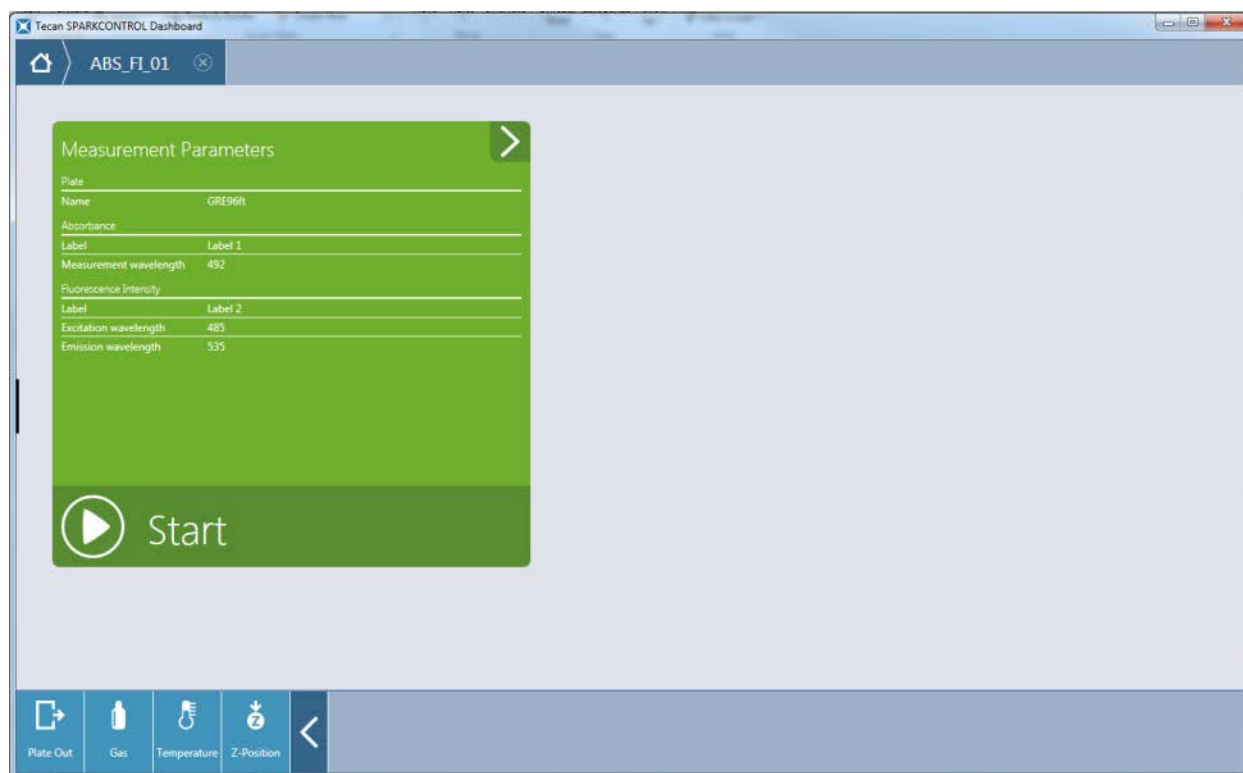 Tecan SPARKCONTROL Dashboard
ABS_FI_01
Measurement Parameters
Plate
Name GRE96ft
Absorbance
Label Label 1
Measurement wavelength 492
Fluorescence Intensity
Label Label 2
Excitation wavelength 485
Emission wavelength 535
Start
Z
Plate Out Gas Temperature Z-Position